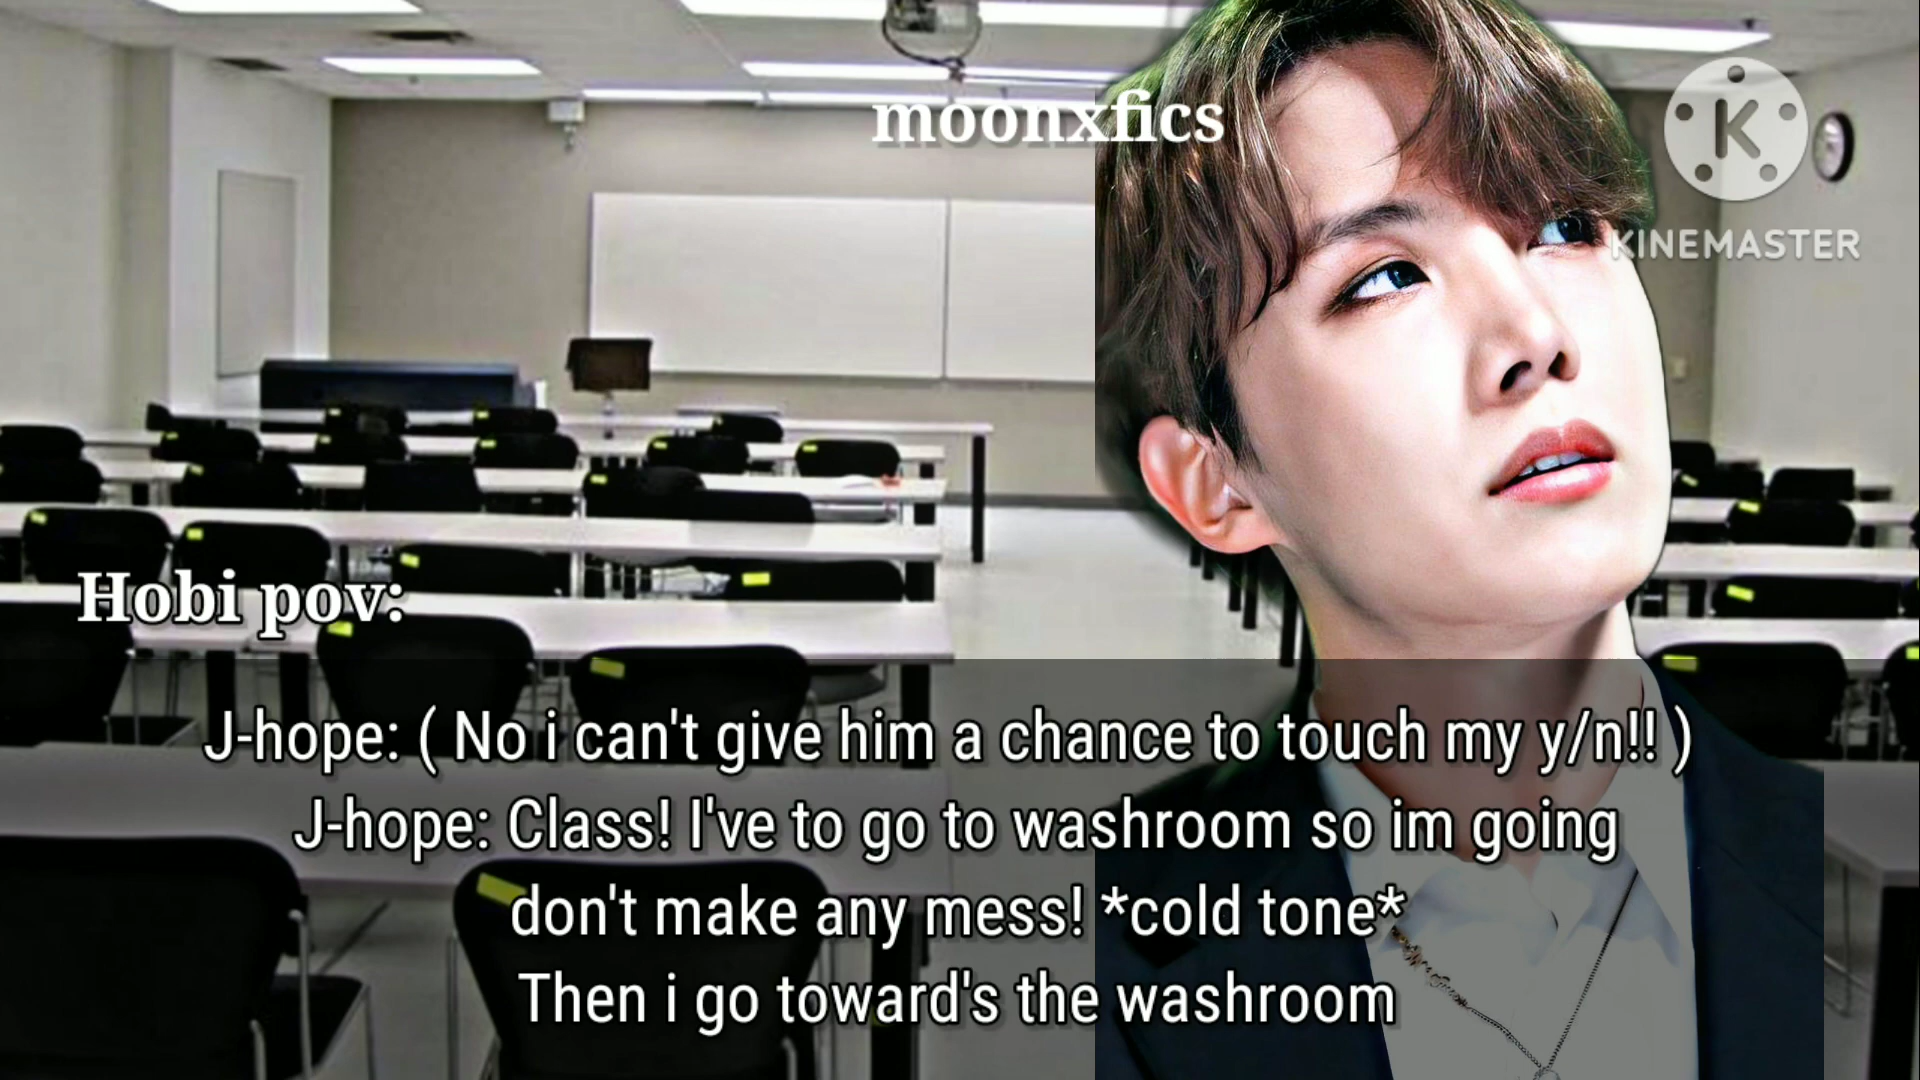 moonxfics
K
KINEMASTER
Hobi pov:
J-hope: ( No i can't give him a chance to touch my y/n!! )
J-hope: Class! I've to go to washroom so im going
don't make any mess! *cold tone*
Then i go toward's the washroom